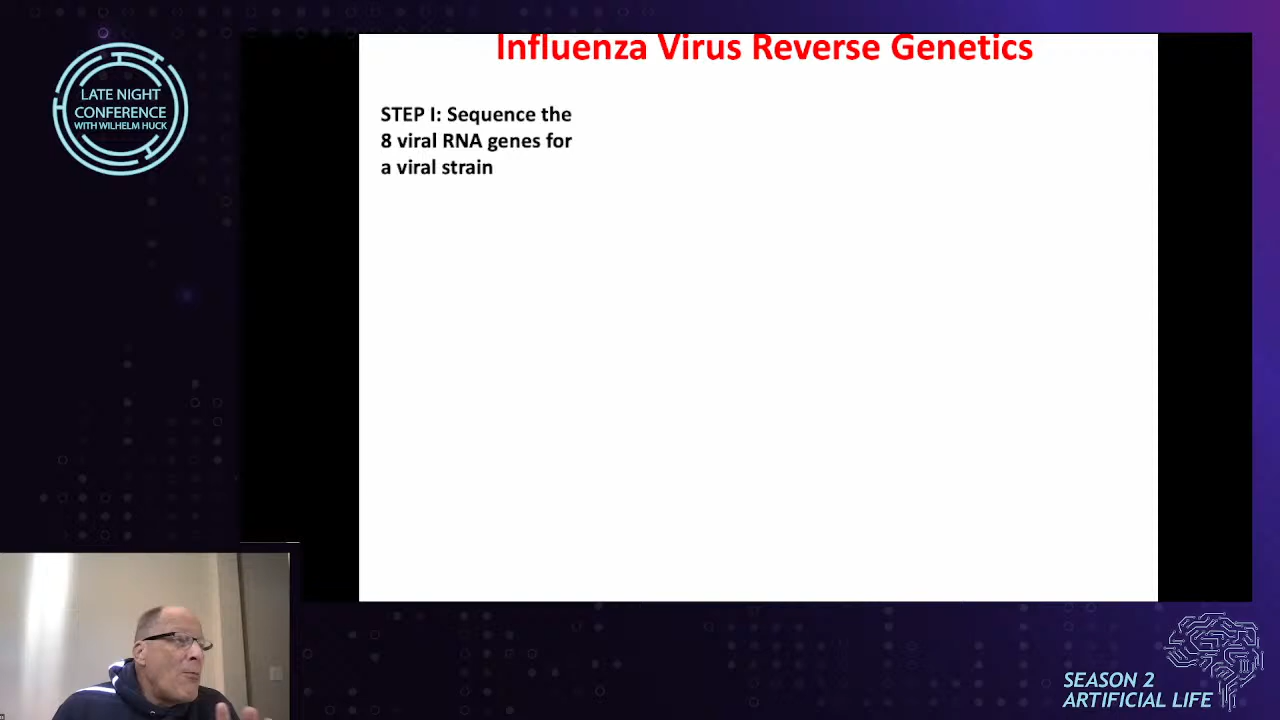 Influenza Virus Reverse Genetics
LATE NIGHT
CONFERENCE
WITH WILHELM HUCK
STEP I: Sequence the
8 viral RNA genes for
a viral strain
SEASON 2
ARTIFICIAL LIFE